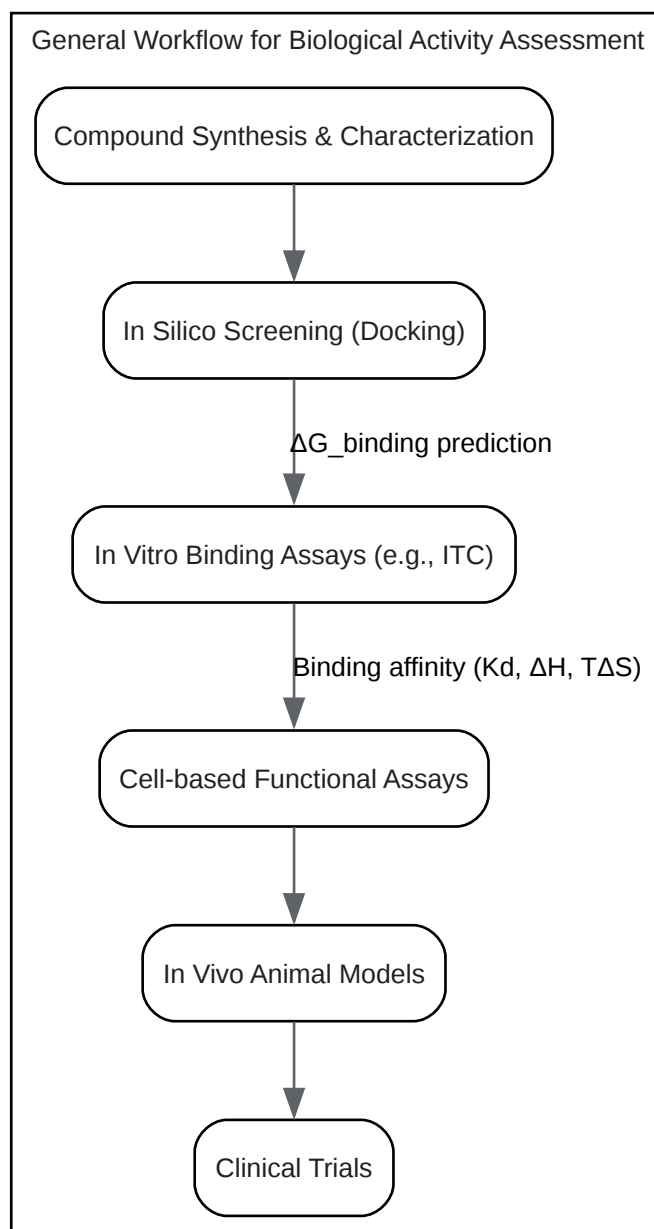 General Workflow for Biological Activity Assessment
Compound Synthesis & Characterization
In Silico Screening (Docking)
ΔG_binding prediction
In Vitro Binding Assays (e.g., ITC)
Binding affinity (Kd, ΔH, TΔS)
Cell-based Functional Assays
In Vivo Animal Models
Clinical Trials